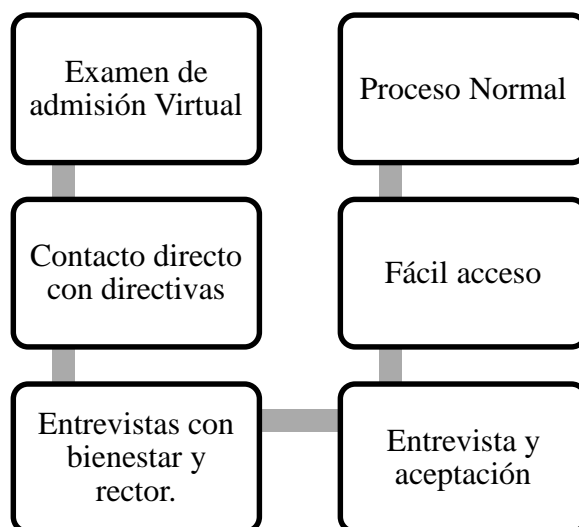 Examen de
admisión Virtual
Contacto directo
con directivas
Entrevistas con
bienestar y
rector.
Entrevista y
aceptación
Fácil acceso
Proceso Normal